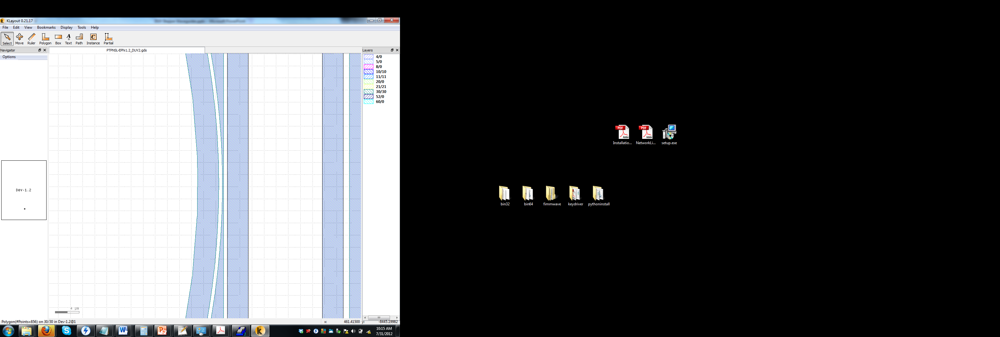 KLayout 0.21.17
File Edit View Bookmarks Display Tools Help
Select Move Ruler Polygon Box Text Path Instance Partial
Navigator
PTPNSL-EPhi1.2_DUV2.gds
Layers
Options
4/0
5/0
8/0
10/10
11/11
20/0
21/21
30/30
52/0
60/0
Dev-1.2
4 µm
Polygon(#Points=856) on 30/30 in Dev-1.2@1
x: 461.41500 y: -8445.19982
10:15 AM
7/31/2012
PDF Adobe PDF Adobe
Installatio... NetworkLi... setup.exe
bin32 bin64 fimmwave keydriver pythoninstall